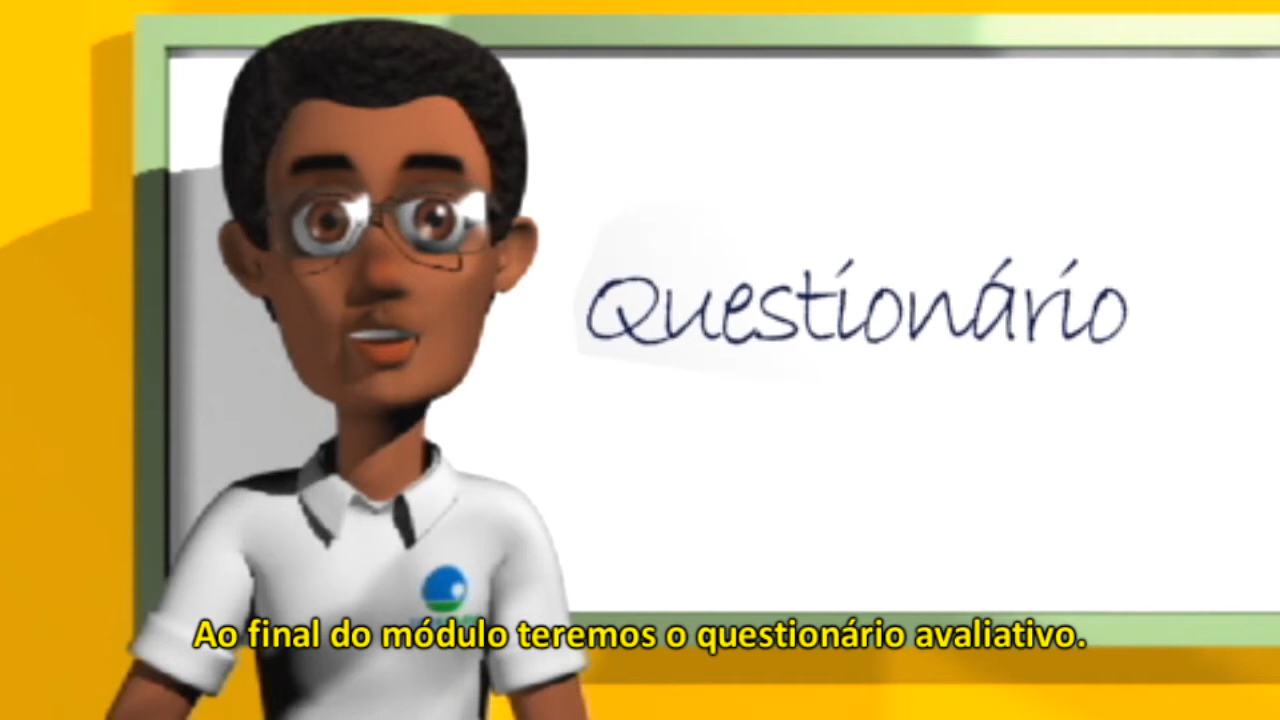 Questionário
Ao final do módulo teremos o questionário avaliativo.